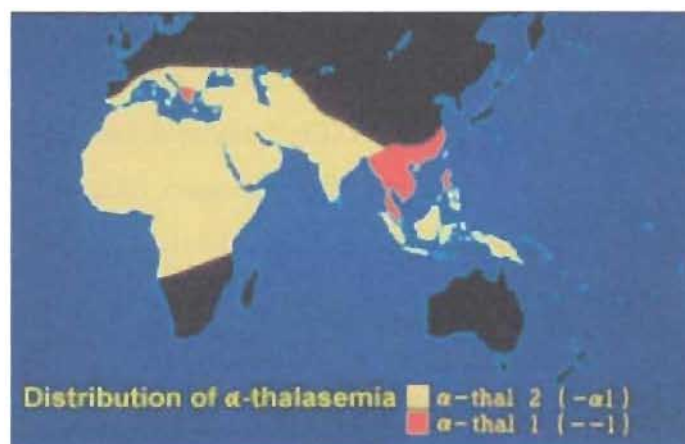 Distribution of α-thalasemia
α-thal 2 (-α1)
α-thal 1 (--1)